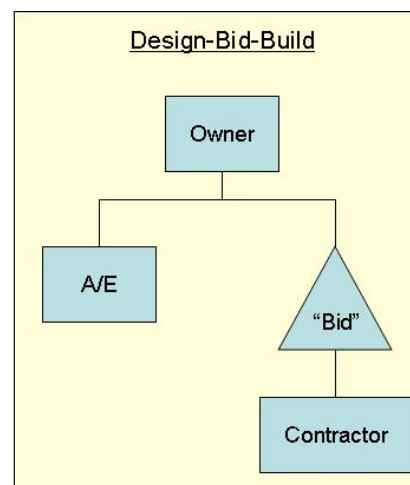 Design-Bid-Build
Owner
A/E
“Bid”
Contractor